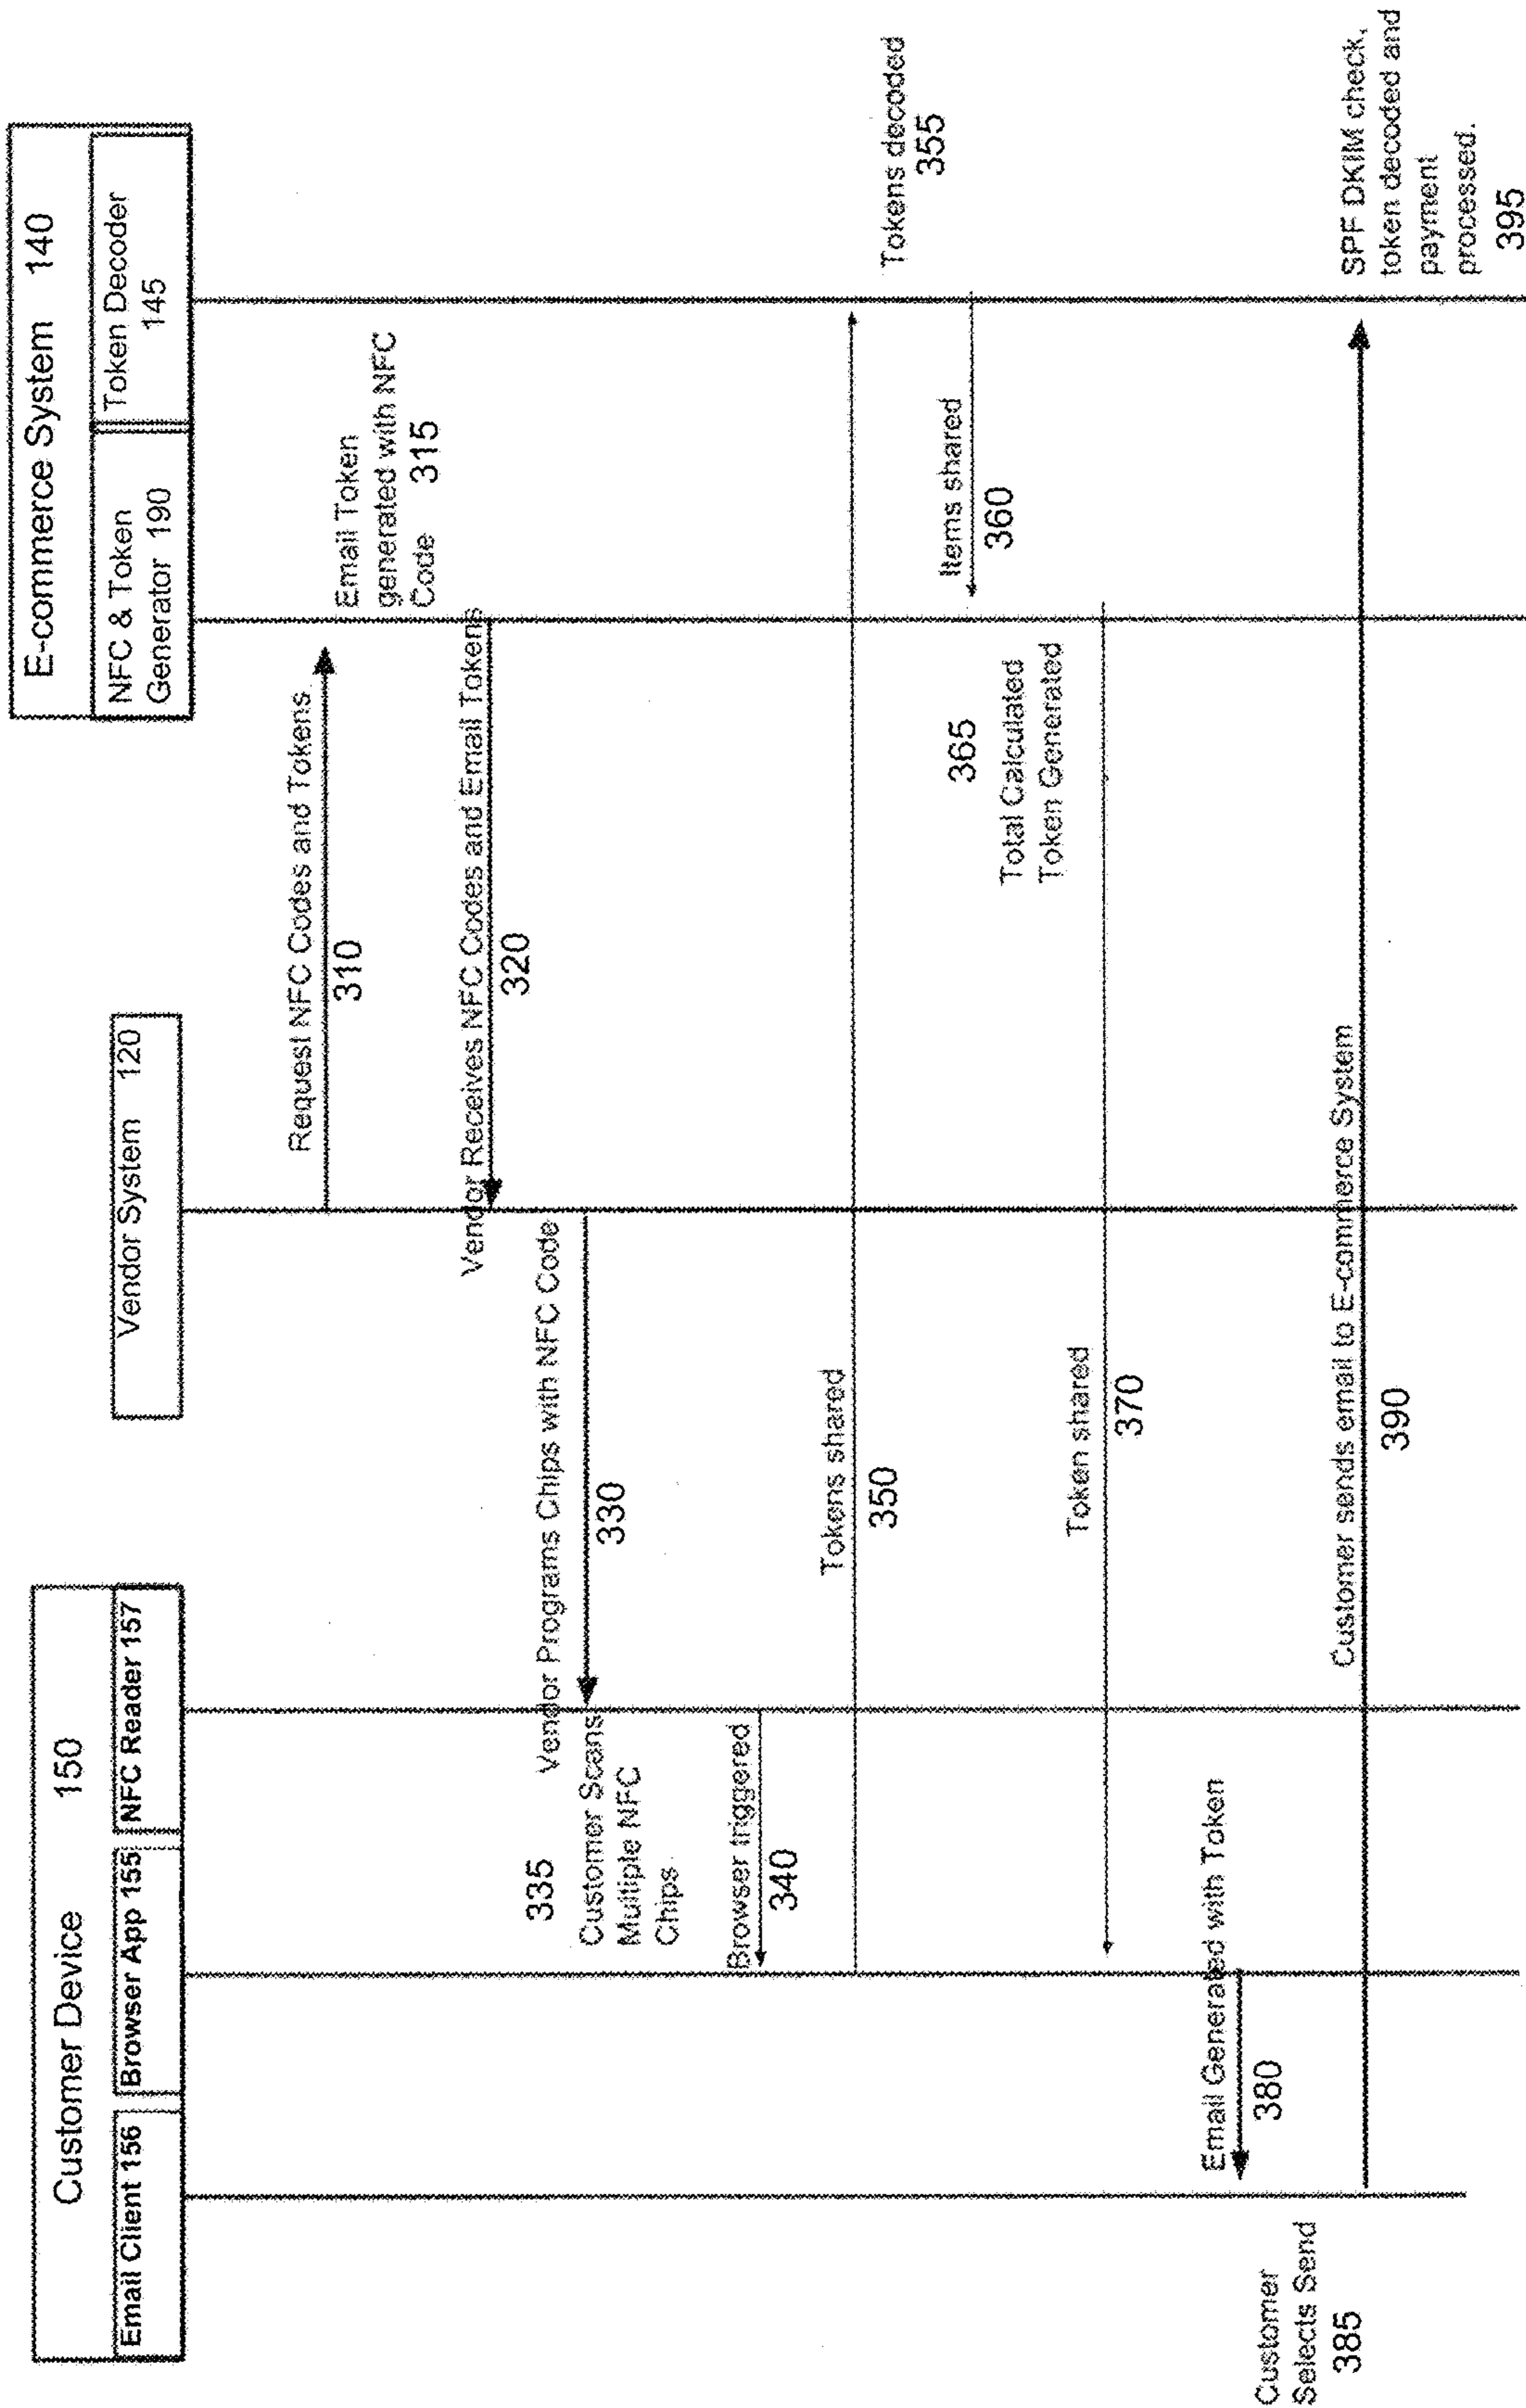 Customer Device 150
Email Client 156
Browser App 155
NFC Reader 157
Vendor System 120
E-commerce System 140
NFC & Token
Generator 190
Token Decoder
145
Request NFC Codes and Tokens
310
Email Token
generated with NFC
Code 315
Vendor Receives NFC Codes and Email Tokens
320
Vendor Programs Chips with NFC Code
330
335
Customer Scans
Multiple NFC
Chips
Browser triggered
340
Tokens shared
350
Tokens decoded
355
Items shared
360
365
Total Calculated
Token Generated
Token shared
370
Email Generated with Token
380
Customer
Selects Send
385
Customer sends email to E-commerce System
390
SPF DKIM check,
token decoded and
payment
processed.
395